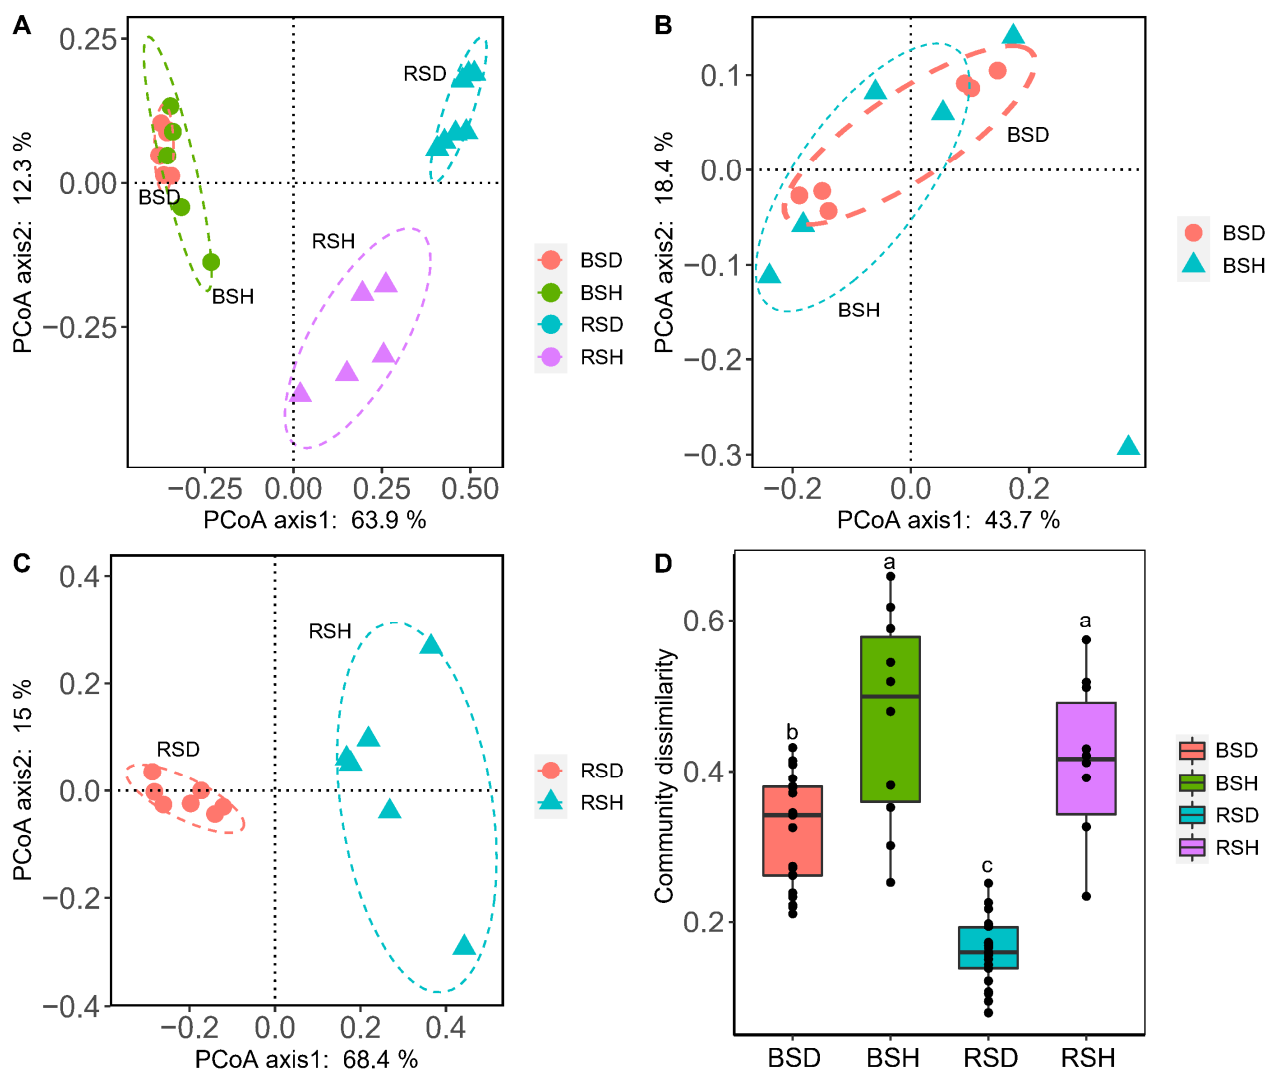 A
0.25
0.00
−0.25
PCoA axis2: 12.3 %
RSD
BSD
RSH
BSH
−0.25
0.00
0.25
0.50
PCoA axis1: 63.9 %
BSD
BSH
RSD
RSH
B
0.1
0.0
−0.1
−0.2
−0.3
PCoA axis2: 18.4 %
BSD
BSH
−0.2
0.0
0.2
PCoA axis1: 43.7 %
BSD
BSH
C
0.4
0.2
0.0
−0.2
−0.4
PCoA axis2: 15 %
RSH
RSD
−0.2
0.0
0.2
0.4
PCoA axis1: 68.4 %
RSD
RSH
D
0.6
0.4
0.2
Community dissimilarity
a
a
b
c
BSD
BSH
RSD
RSH
BSD
BSH
RSD
RSH